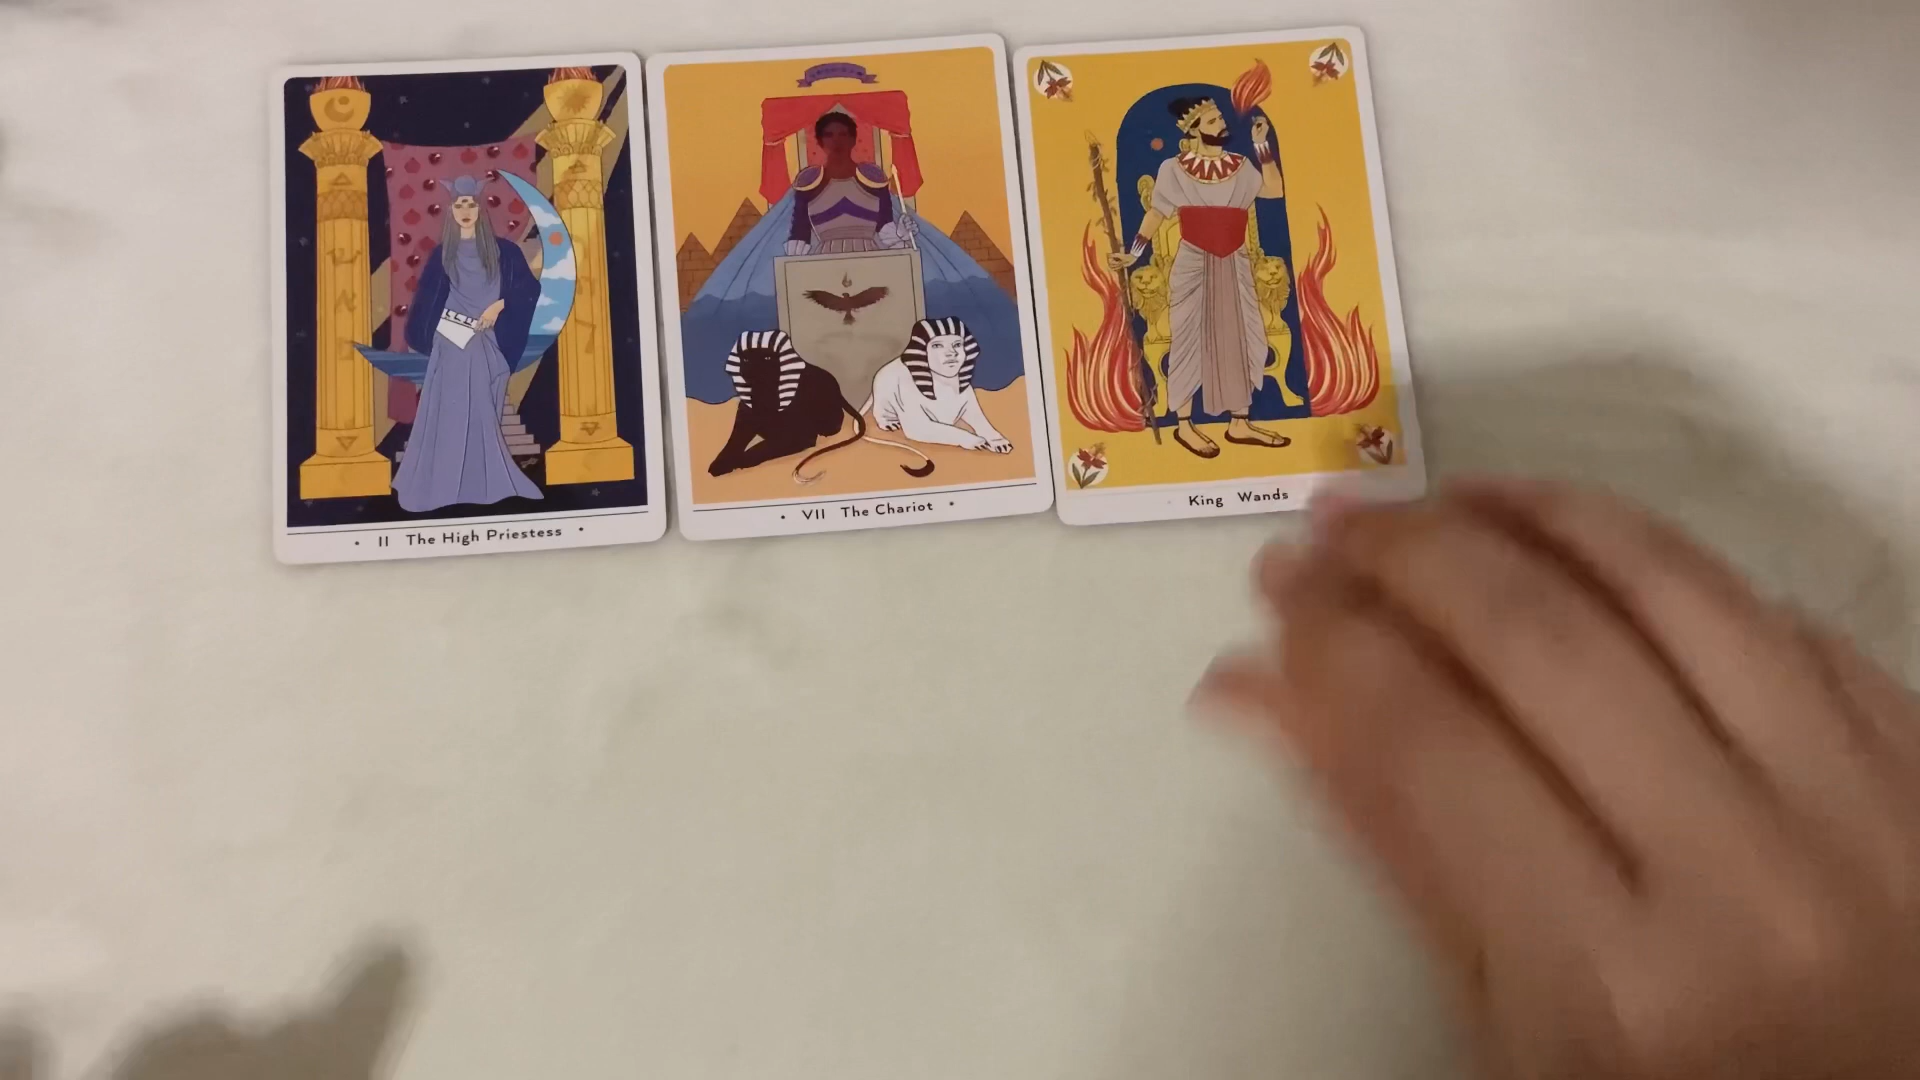 • II The High Priestess •
• VII The Chariot •
King Wands